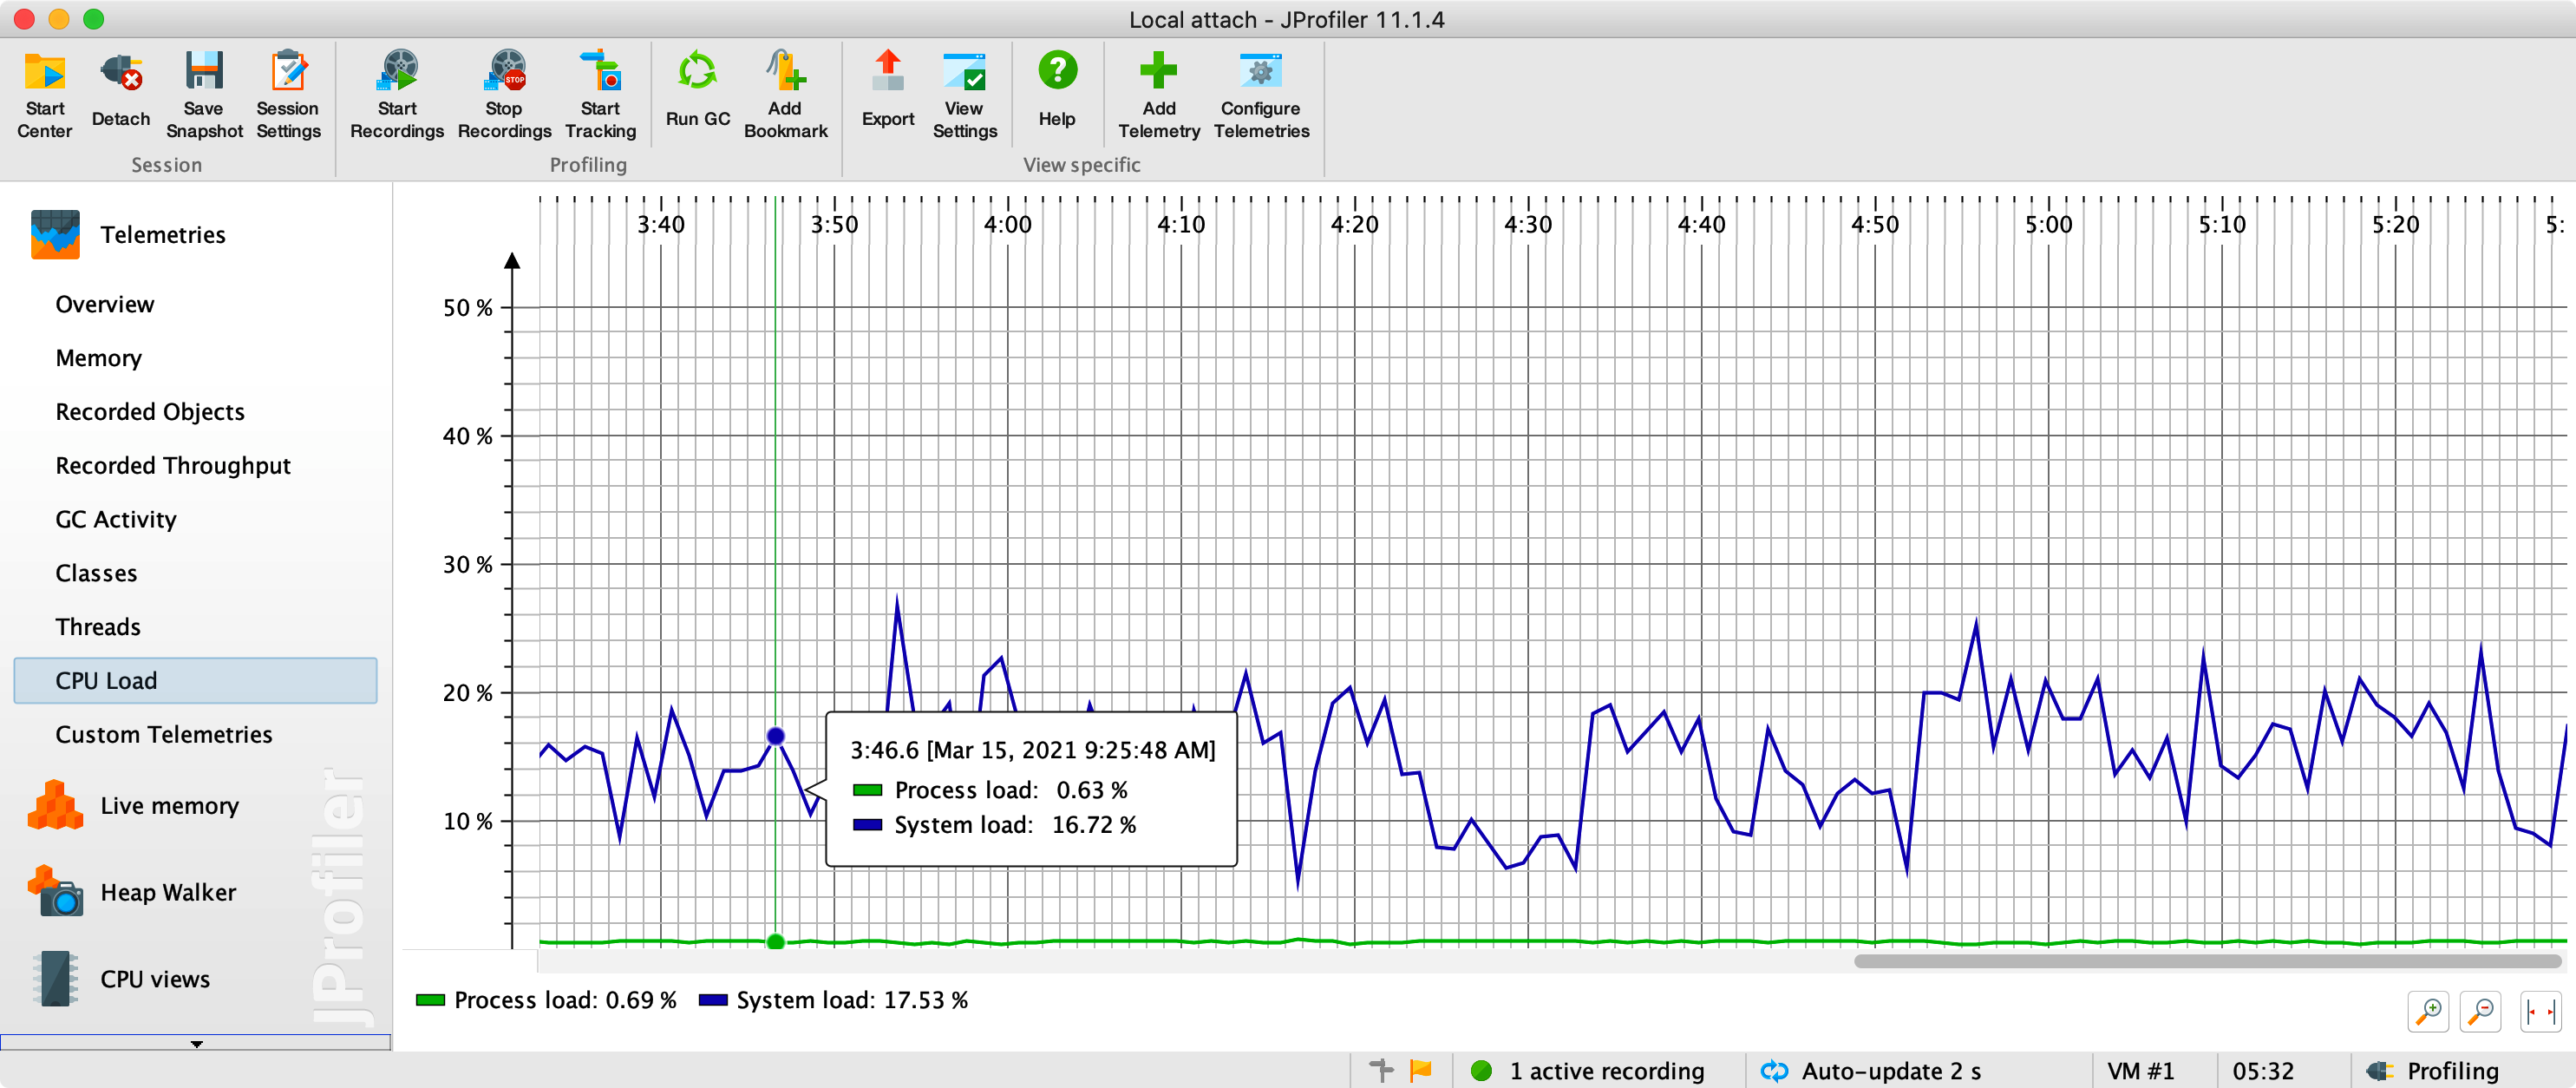 Local attach - JProfiler 11.1.4
Start Center
Detach
Save Snapshot
Session Settings
Start Recordings
Stop Recordings
STOP
Start Tracking
Run GC
Add Bookmark
Export
View Settings
Help
Add Telemetry
Configure Telemetries
Session
Profiling
View specific
Telemetries
Overview
Memory
Recorded Objects
Recorded Throughput
GC Activity
Classes
Threads
CPU Load
Custom Telemetries
Live memory
Heap Walker
CPU views
JProfiler
3:40 3:50 4:00 4:10 4:20 4:30 4:40 4:50 5:00 5:10 5:20 5:
50 %
40 %
30 %
20 %
10 %
3:46.6 [Mar 15, 2021 9:25:48 AM]
Process load: 0.63 %
System load: 16.72 %
Process load: 0.69 % System load: 17.53 %
1 active recording Auto-update 2 s VM #1 05:32 Profiling